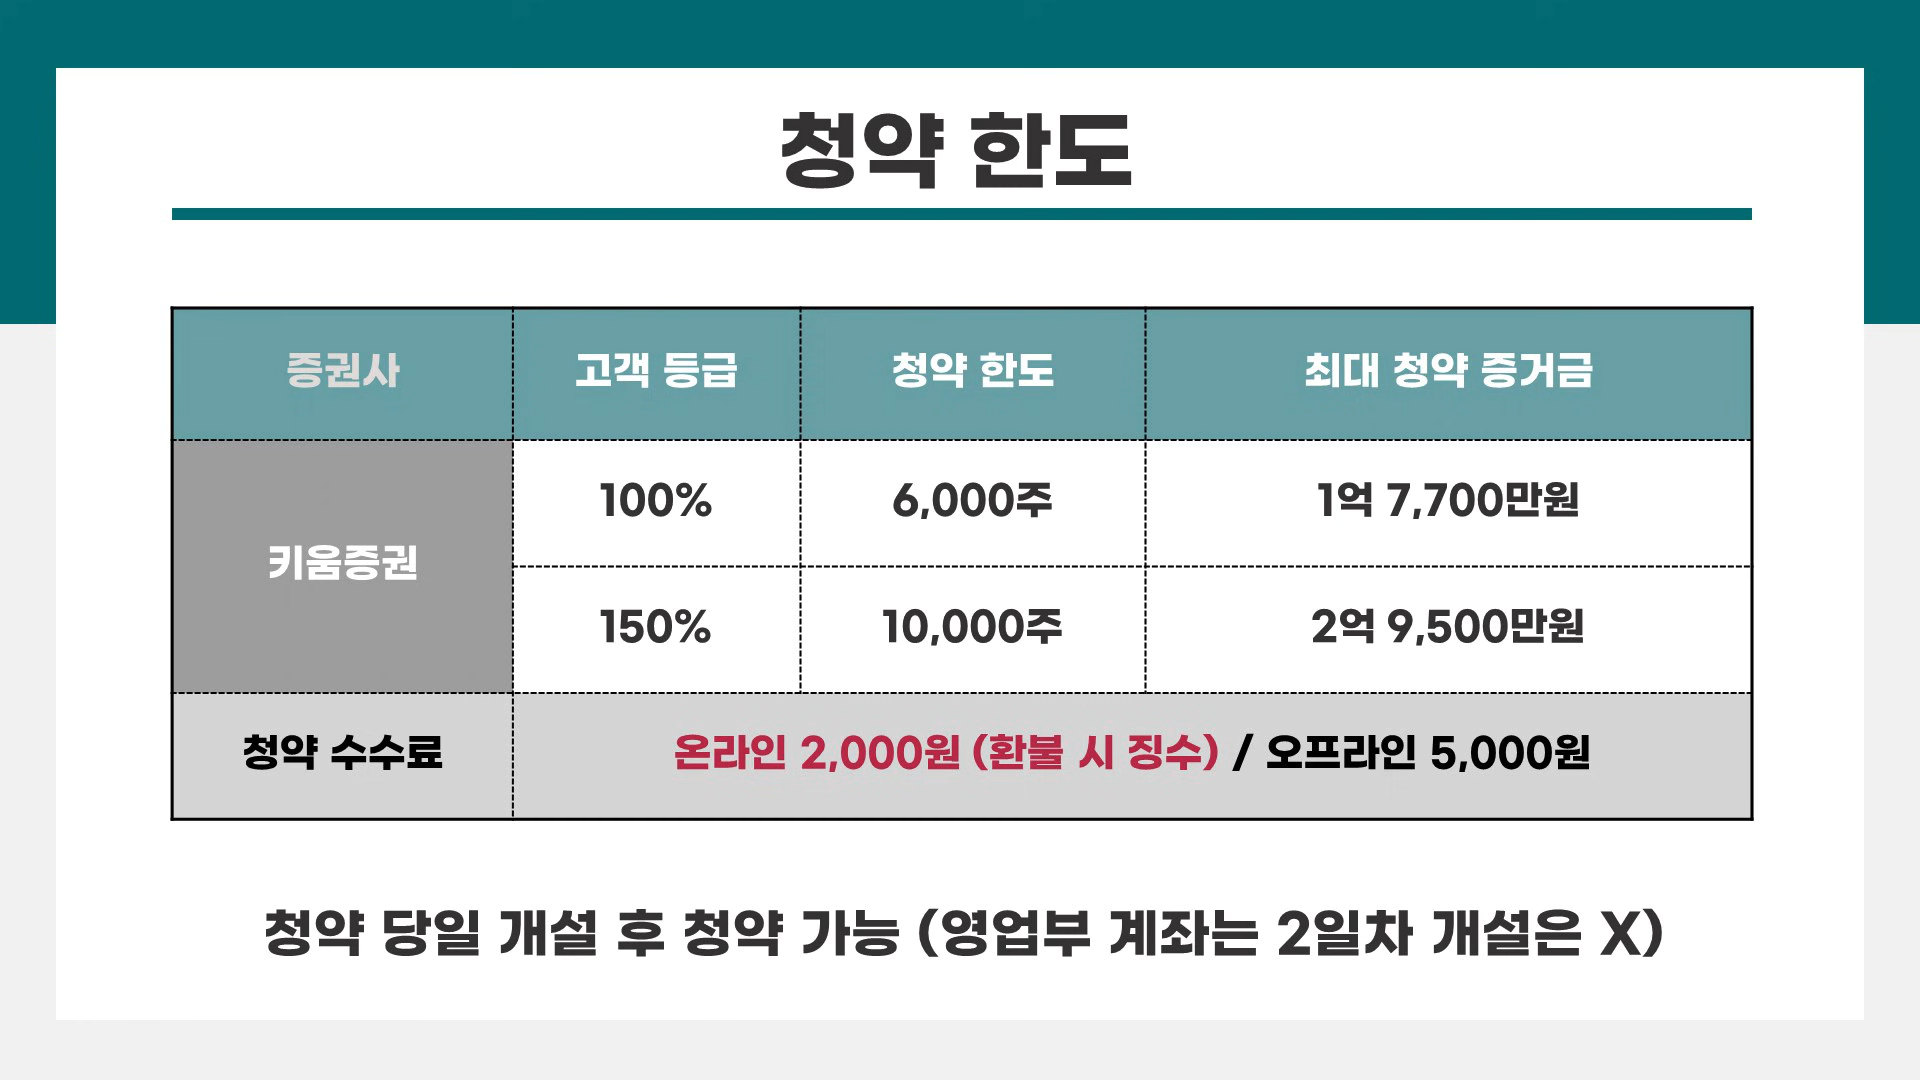 청약 한도
증권사 고객 등급 청약 한도 최대 청약 증거금
키움증권
100% 6,000주 1억 7,700만원
150% 10,000주 2억 9,500만원
청약 수수료 온라인 2,000원 (환불 시 징수) / 오프라인 5,000원
청약 당일 개설 후 청약 가능 (영업부 계좌는 2일차 개설은 X)